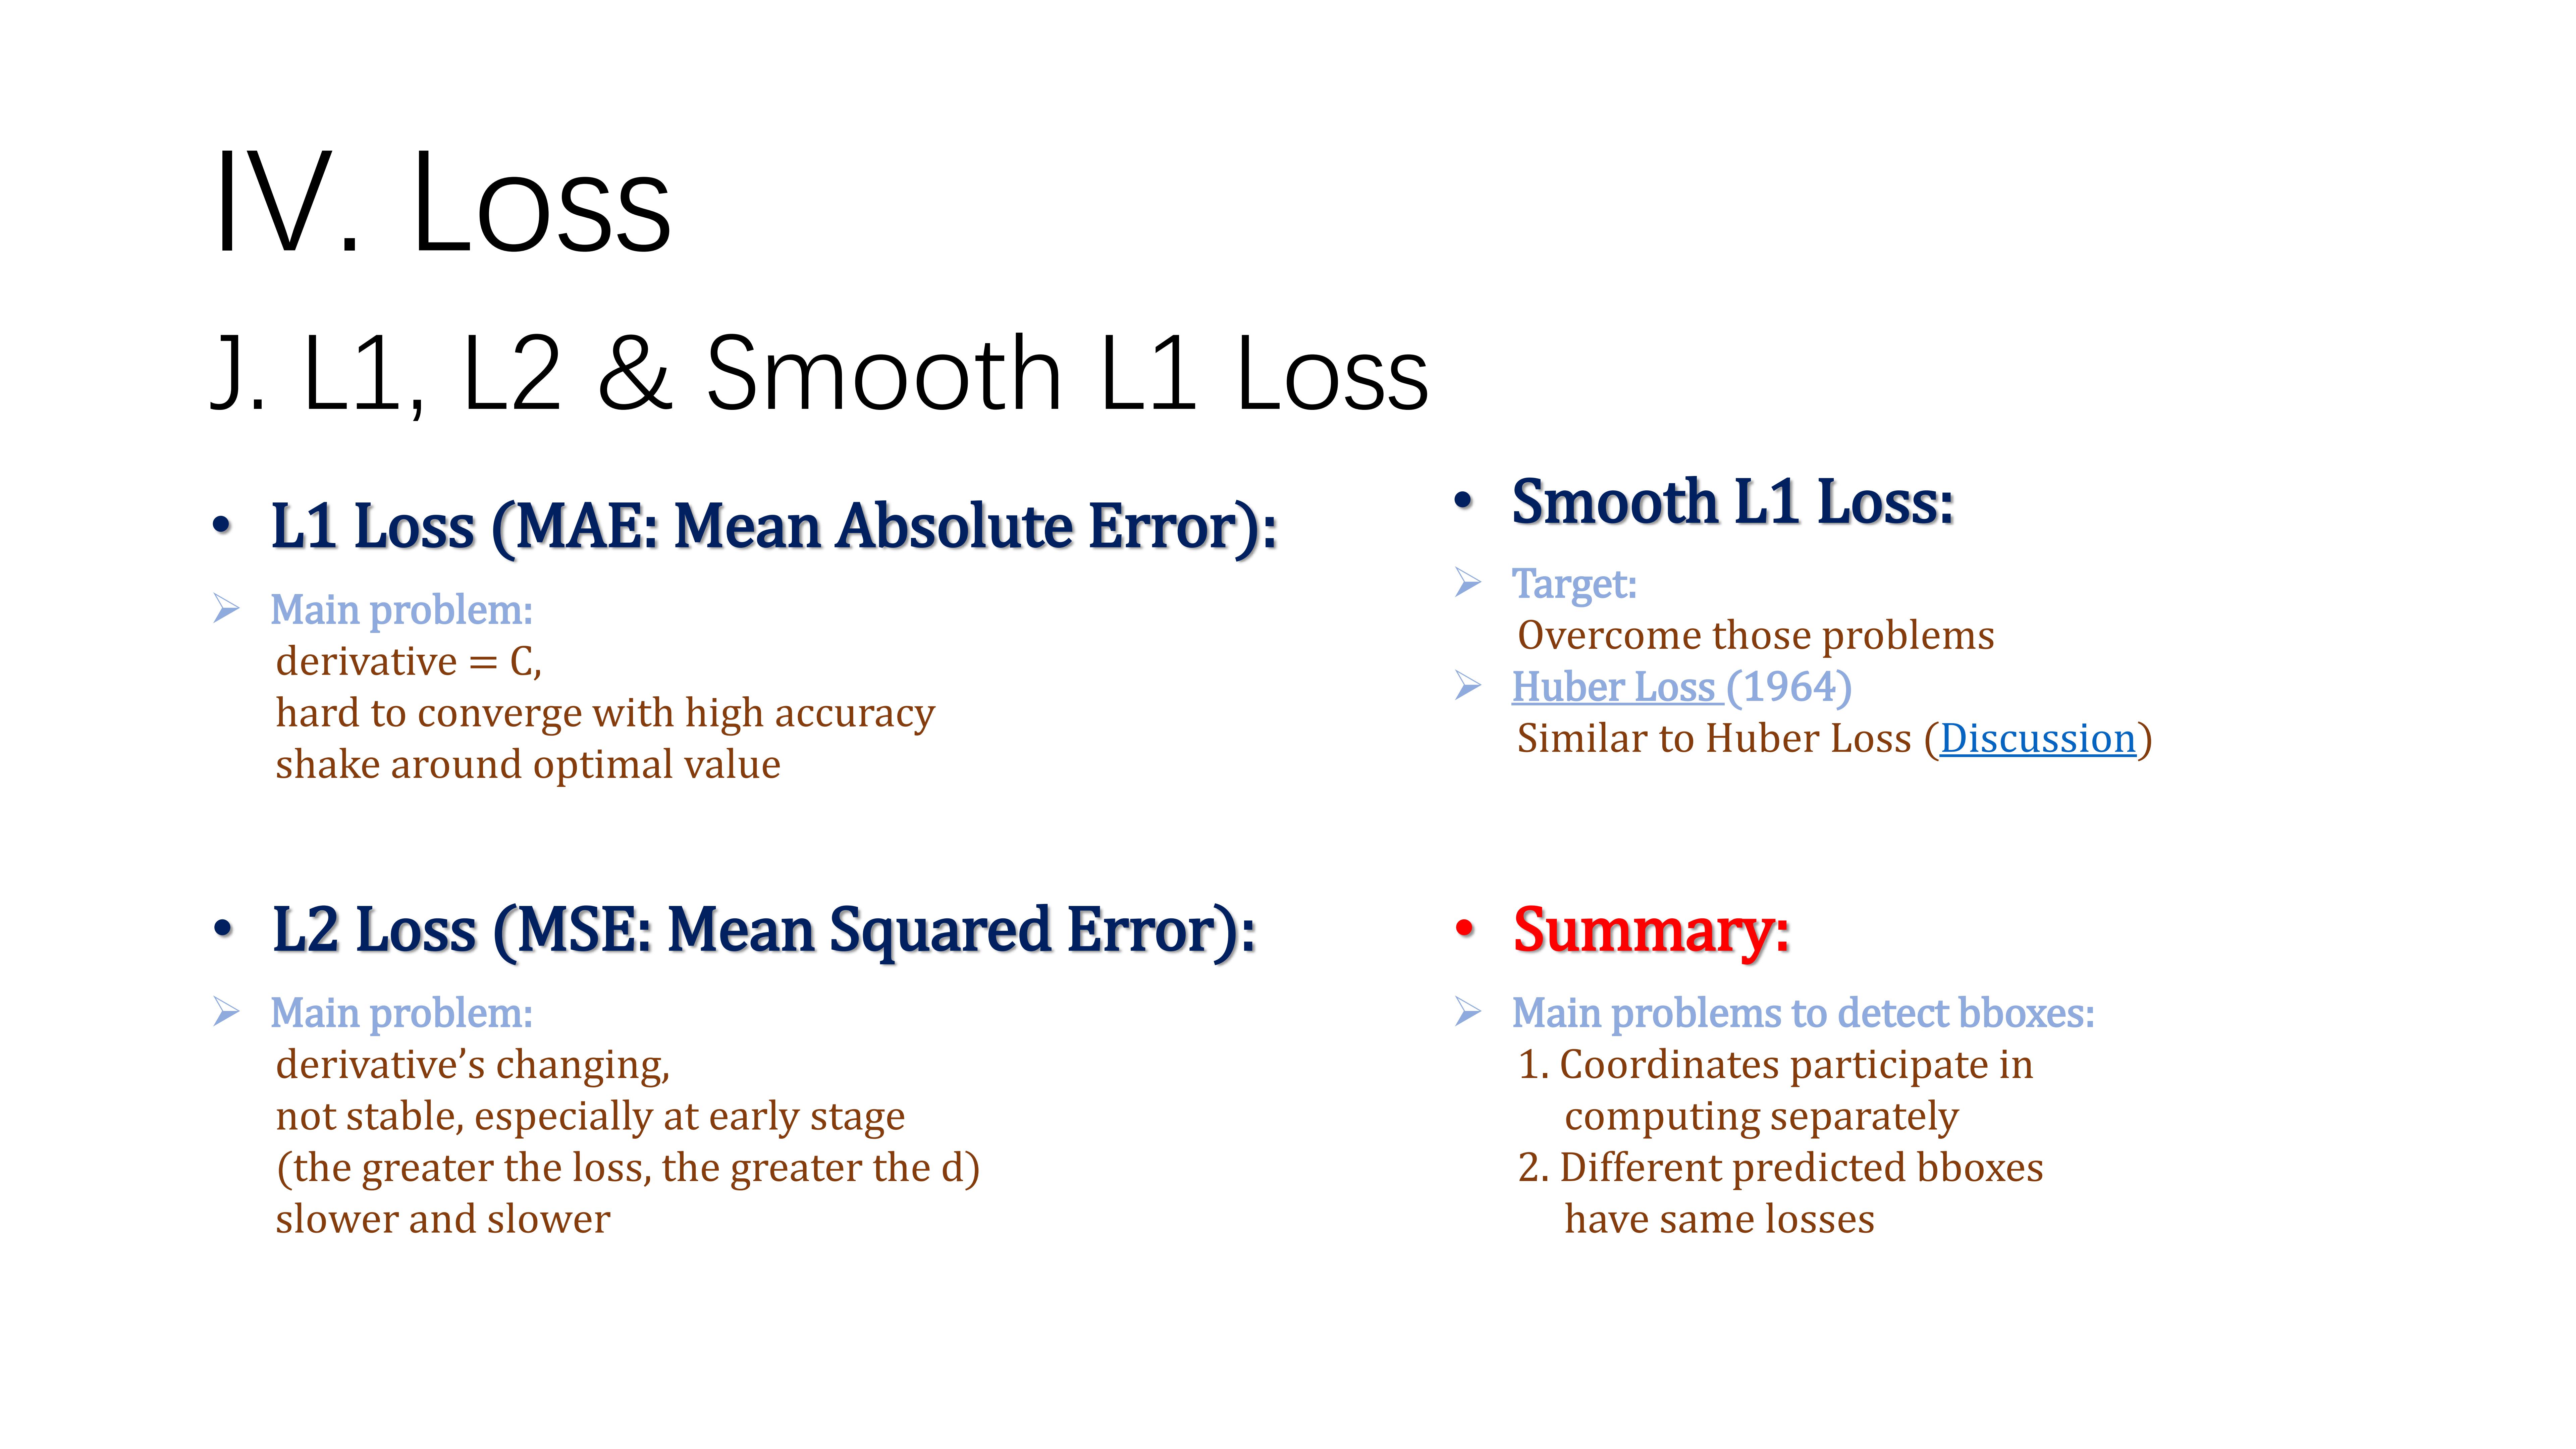 IV. Loss
J. L1, L2 & Smooth L1 Loss
• L1 Loss (MAE: Mean Absolute Error):
➢ Main problem:
derivative = C,
hard to converge with high accuracy
shake around optimal value
• L2 Loss (MSE: Mean Squared Error):
➢ Main problem:
derivative’s changing,
not stable, especially at early stage
(the greater the loss, the greater the d)
slower and slower
• Smooth L1 Loss:
➢ Target:
Overcome those problems
➢ Huber Loss (1964)
Similar to Huber Loss (Discussion)
• Summary:
➢ Main problems to detect bboxes:
1. Coordinates participate in
computing separately
2. Different predicted bboxes
have same losses